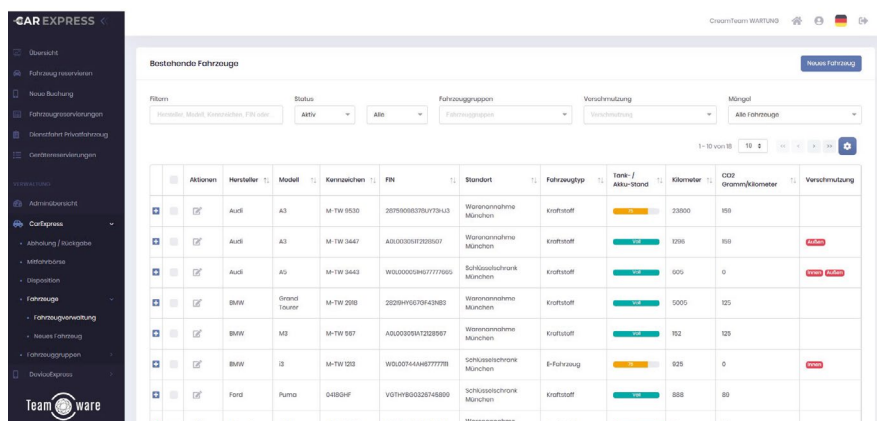 CAR EXPRESS
CreamTeam WARTUNG
Übersicht
Fahrzeug reservieren
Neue Buchung
Fahrzeugreservierungen
Dienstfahrt Privatfahrzeug
Gerätereservierungen
VERWALTUNG
Adminübersicht
CarExpress
Abholung / Rückgabe
Mitfahrbörse
Disposition
Fahrzeuge
Fahrzeugverwaltung
Neues Fahrzeug
Fahrzeuggruppen
DeviceExpress
Team ware
Bestehende Fahrzeuge
Neues Fahrzeug
Filtern Status Fahrzeuggruppen Verschmutzung Mängel
Hersteller, Modell, Kennzeichen, FIN oder Aktiv Alle Fahrzeuggruppen Verschmutzung Alle Fahrzeuge
1-10 von 18 10
Aktionen Hersteller Modell Kennzeichen FIN Standort Fahrzeugtyp Tank- / Akku-Stand Kilometer CO2 Gramm/Kilometer Verschmutzung
Audi A3 M-TW 9530 Warenannahme München Kraftstoff 23800 159
Audi A3 M-TW 3447 Warenannahme München Kraftstoff Voll 1296 159 Außen
Audi A5 M-TW 3443 Schlüsselschrank München Kraftstoff Voll 605 0 Innen Außen
BMW Grand Tourer M-TW 2918 Warenannahme München Kraftstoff Voll 5005 125
BMW M3 M-TW 567 Warenannahme München Kraftstoff Voll 152 125
BMW i3 M-TW 1213 Schlüsselschrank München E-Fahrzeug 925 0 Innen
Ford Puma 041BGHF VGTHYBG0326745899 Schlüsselschrank München Kraftstoff Voll 888 89